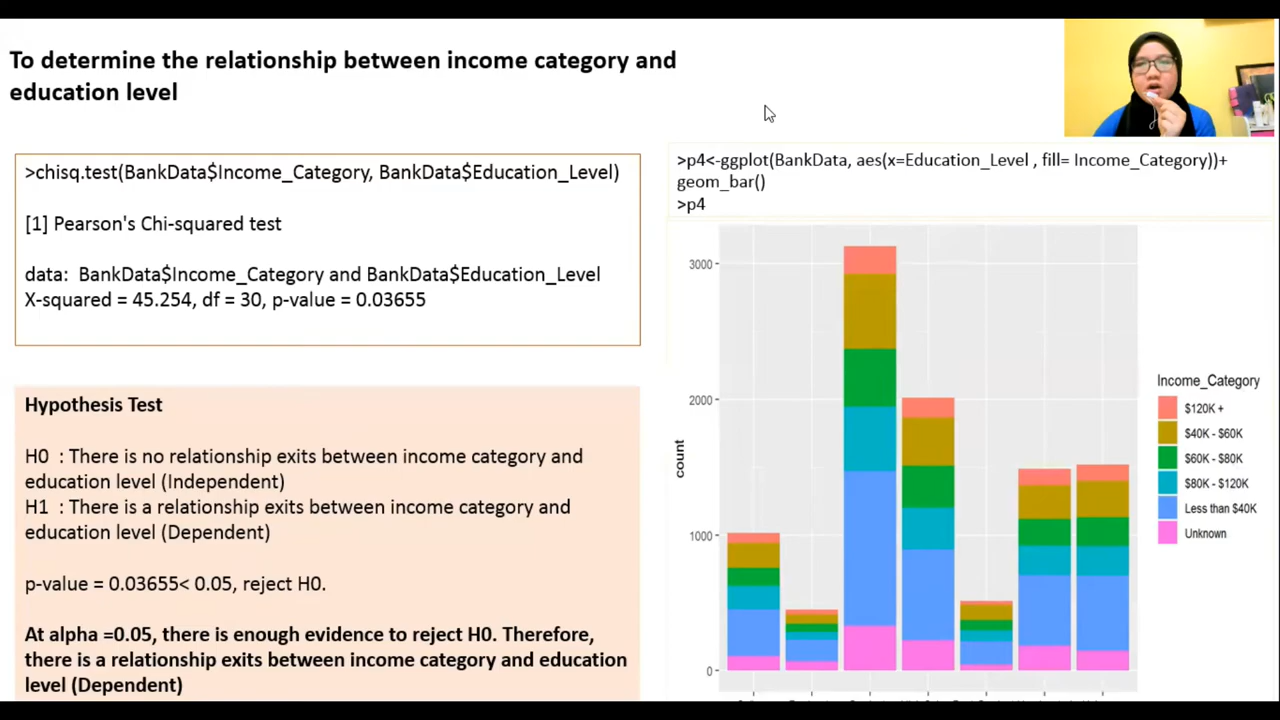 To determine the relationship between income category and
education level
>chisq.test(BankData$Income_Category, BankData$Education_Level)
[1] Pearson's Chi-squared test
data:  BankData$Income_Category and BankData$Education_Level
X-squared = 45.254, df = 30, p-value = 0.03655
Hypothesis Test
H0  : There is no relationship exits between income category and
education level (Independent)
H1  : There is a relationship exits between income category and
education level (Dependent)
p-value = 0.03655< 0.05, reject H0.
At alpha =0.05, there is enough evidence to reject H0. Therefore,
there is a relationship exits between income category and education
level (Dependent)
>p4<-ggplot(BankData, aes(x=Education_Level , fill= Income_Category))+
geom_bar()
>p4
3000
2000
1000
0
count
Income_Category
$120K +
$40K - $60K
$60K - $80K
$80K - $120K
Less than $40K
Unknown